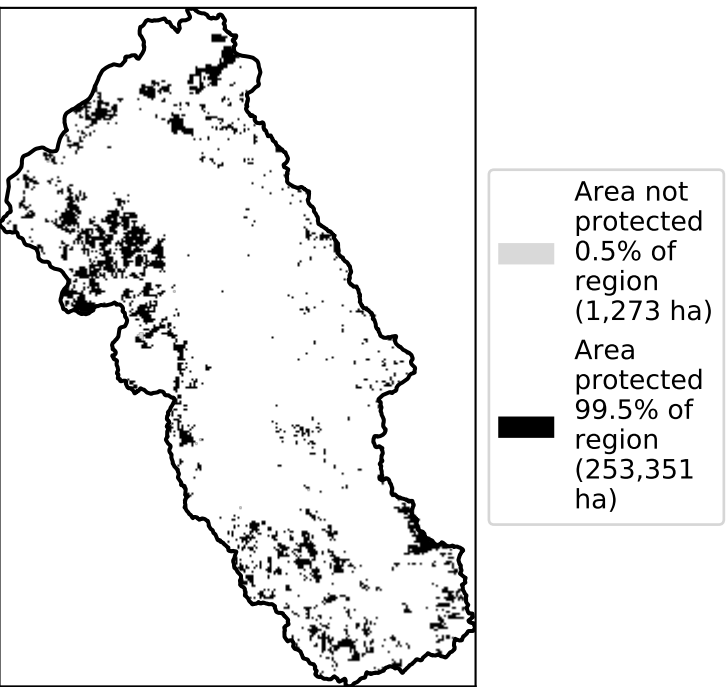 Area not
protected
0.5% of
region
(1,273 ha)
Area
protected
99.5% of
region
(253,351
ha)